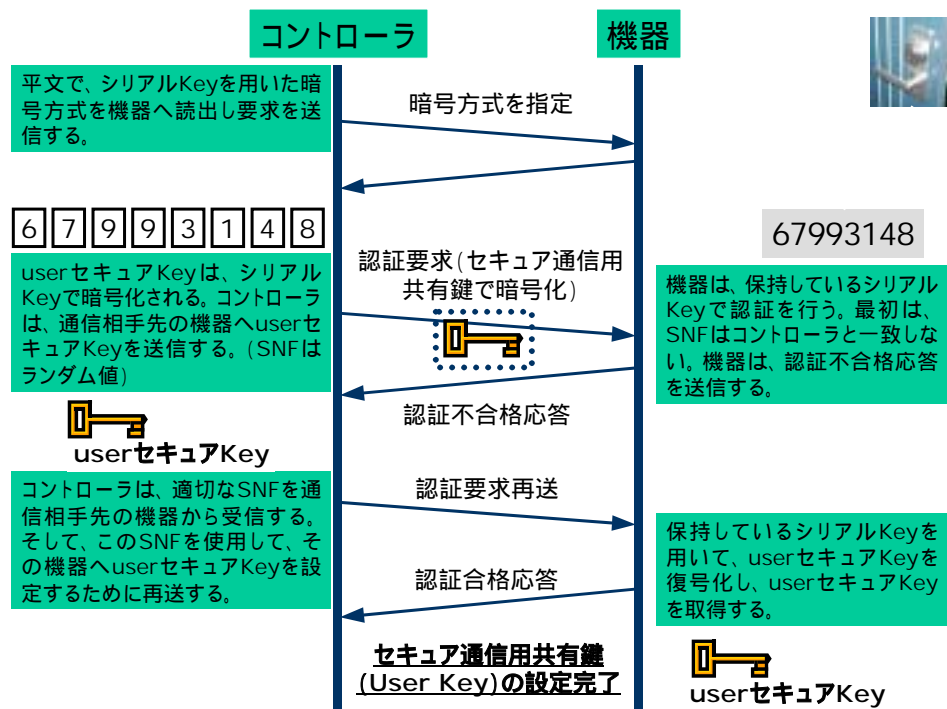 コントローラ
機器
平文で、シリアルKeyを用いた暗
号方式を機器へ読出し要求を送
信する。
暗号方式を指定
6 7 9 9 3 1 4 8
67993148
userセキュアKeyは、シリアル
Keyで暗号化される。コントローラ
は、通信相手先の機器へuserセ
キュアKeyを送信する。(SNFは
ランダム値)
認証要求(セキュア通信用
共有鍵で暗号化)
機器は、保持しているシリアル
Keyで認証を行う。最初は、
SNFはコントローラと一致しな
い。機器は、認証不合格応答
を送信する。
認証不合格応答
userセキュアKey
コントローラは、適切なSNFを通
信相手先の機器から受信する。
そして、このSNFを使用して、そ
の機器へuserセキュアKeyを設
定するために再送する。
認証要求再送
保持しているシリアルKeyを
用いて、userセキュアKeyを
復号化し、userセキュアKey
を取得する。
認証合格応答
セキュア通信用共有鍵
(User Key)の設定完了
userセキュアKey